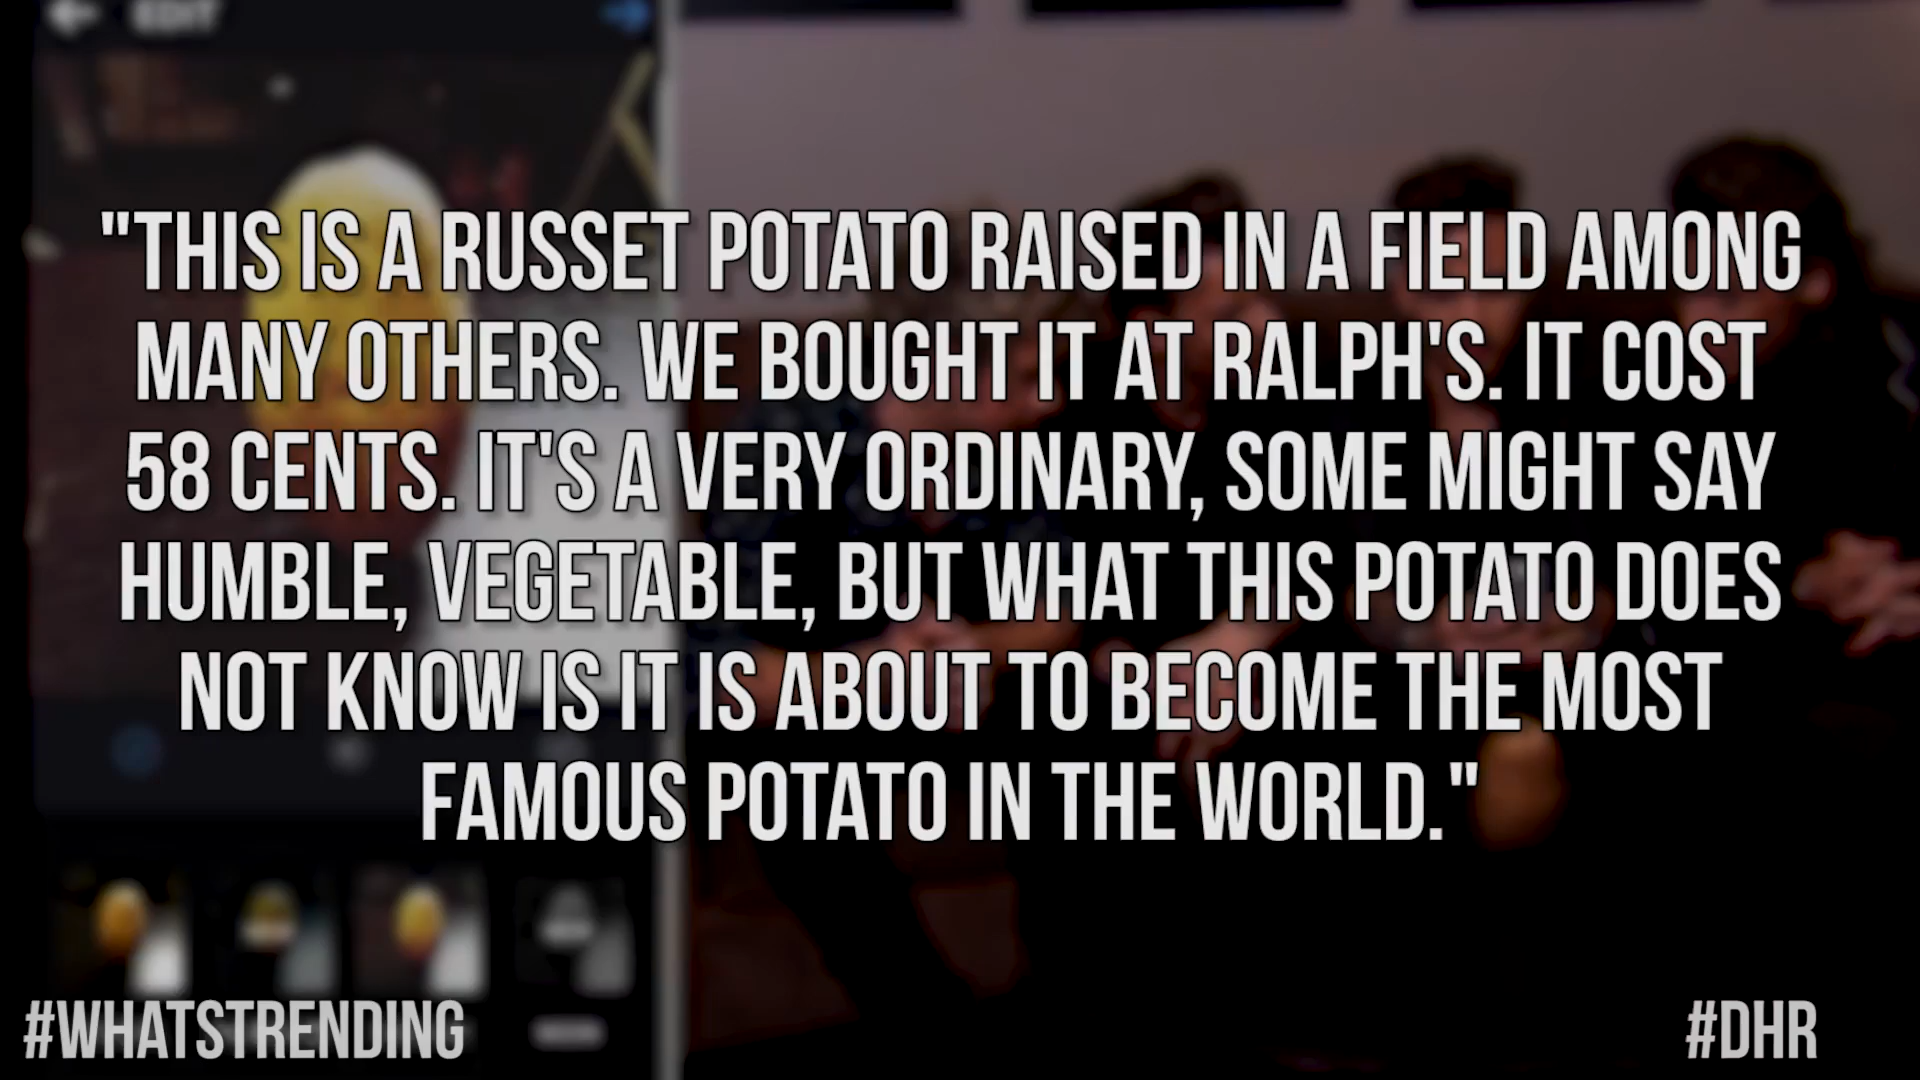 EDIT
"THIS IS A RUSSET POTATO RAISED IN A FIELD AMONG
MANY OTHERS. WE BOUGHT IT AT RALPH'S. IT COST
58 CENTS. IT'S A VERY ORDINARY, SOME MIGHT SAY
HUMBLE, VEGETABLE, BUT WHAT THIS POTATO DOES
NOT KNOW IS IT IS ABOUT TO BECOME THE MOST
FAMOUS POTATO IN THE WORLD."
#WHATSTRENDING
#DHR